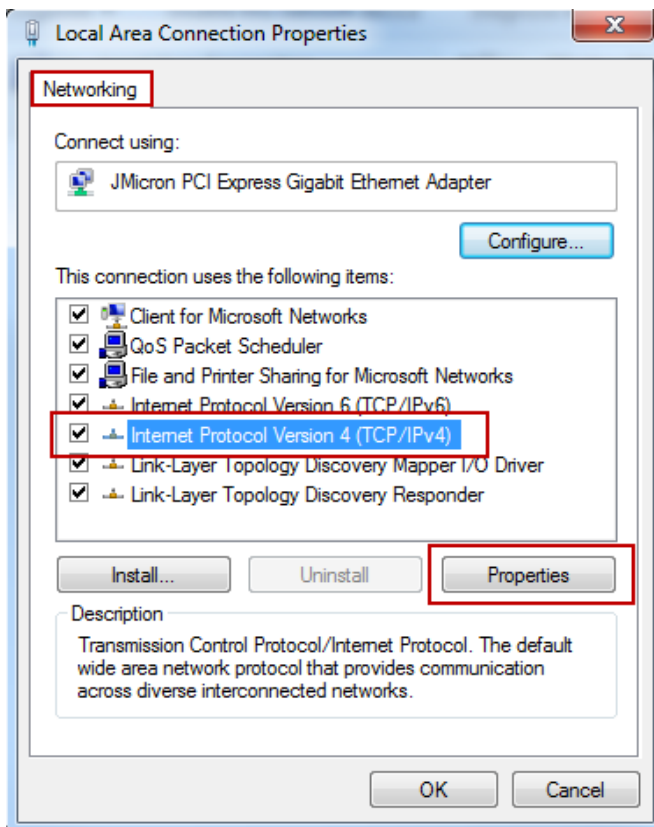 Local Area Connection Properties
Networking
Connect using:
JMicron PCI Express Gigabit Ethernet Adapter
Configure...
This connection uses the following items:
Client for Microsoft Networks
QoS Packet Scheduler
File and Printer Sharing for Microsoft Networks
Internet Protocol Version 6 (TCP/IPv6)
Internet Protocol Version 4 (TCP/IPv4)
Link-Layer Topology Discovery Mapper I/O Driver
Link-Layer Topology Discovery Responder
Install... Uninstall Properties
Description
Transmission Control Protocol/Internet Protocol. The default
wide area network protocol that provides communication
across diverse interconnected networks.
OK Cancel